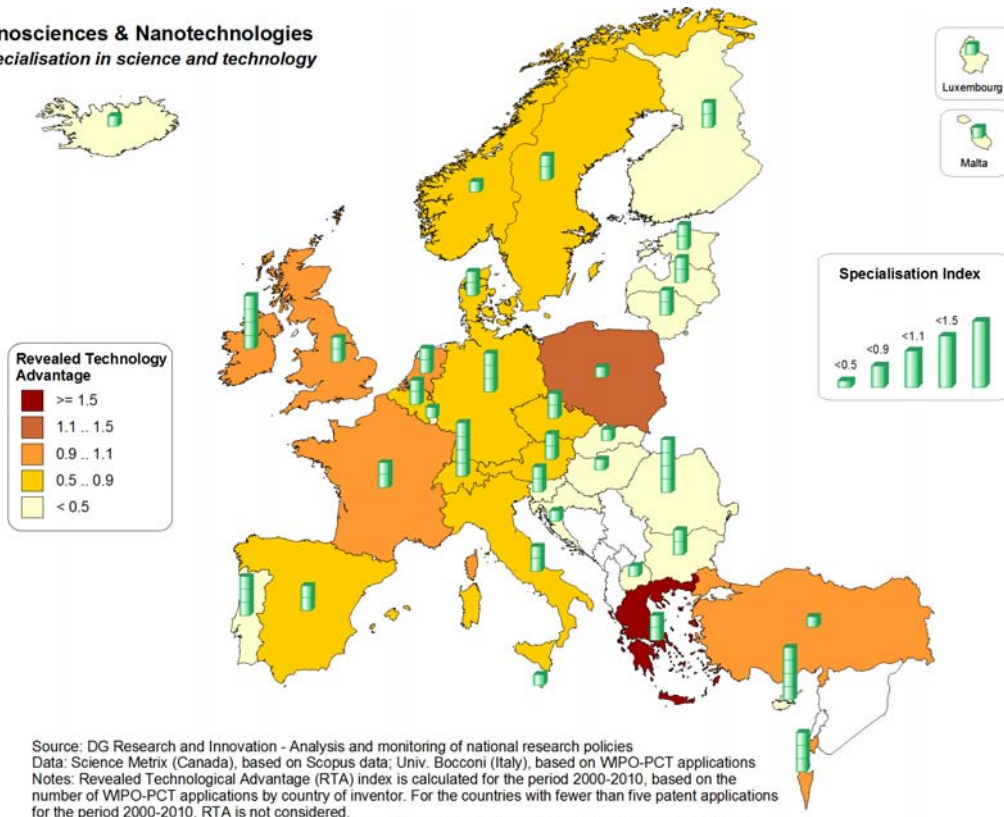 nosciences & Nanotechnologies
ecialisation in science and technology
Luxembourg
Malta
Specialisation Index
<0.5 <0.9 <1.1 <1.5
Revealed Technology
Advantage
>= 1.5
1.1 .. 1.5
0.9 .. 1.1
0.5 .. 0.9
< 0.5
Source: DG Research and Innovation - Analysis and monitoring of national research policies
Data: Science Metrix (Canada), based on Scopus data; Univ. Bocconi (Italy), based on WIPO-PCT applications
Notes: Revealed Technological Advantage (RTA) index is calculated for the period 2000-2010, based on the
number of WIPO-PCT applications by country of inventor. For the countries with fewer than five patent applications
for the period 2000-2010, RTA is not considered.